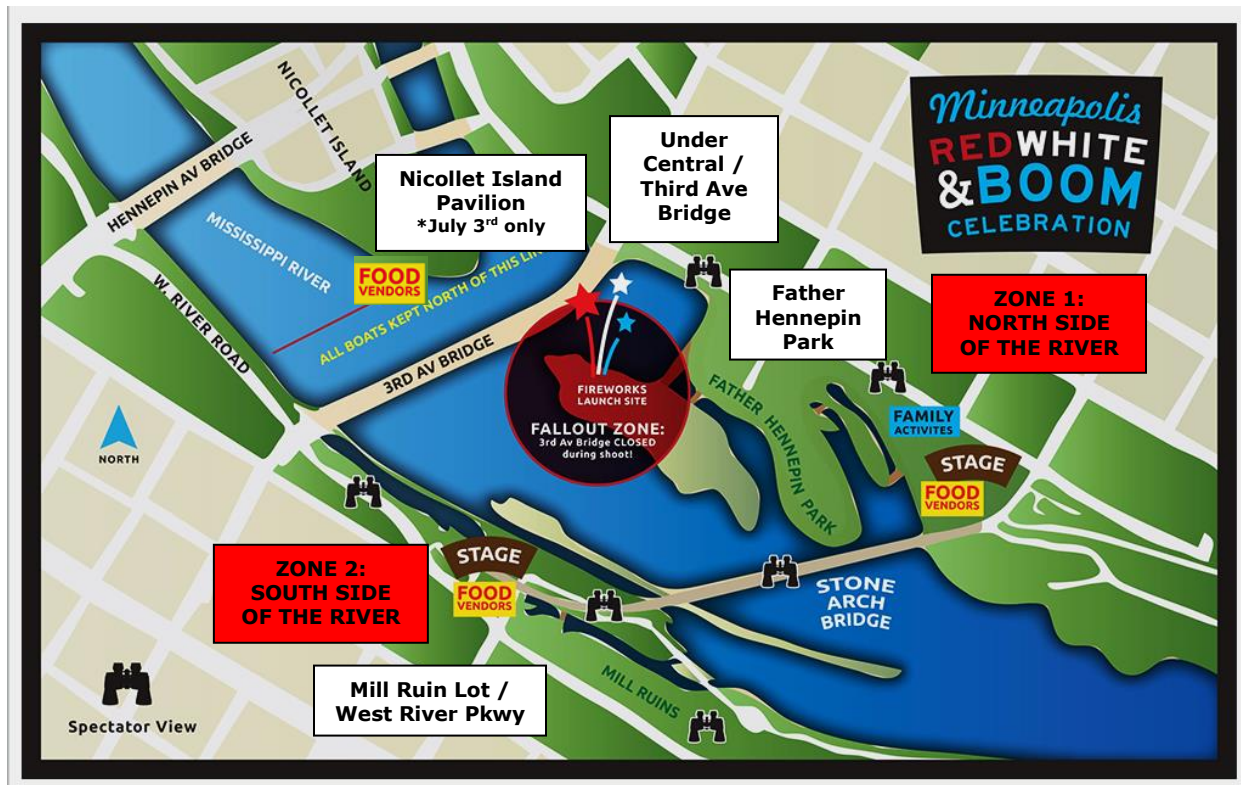 Minneapolis
RED WHITE
& BOOM
CELEBRATION
NICOLLET ISLAND
HENNEPIN AV BRIDGE
Nicollet Island
Pavilion
*July 3rd only
Under
Central /
Third Ave
Bridge
MISSISSIPPI RIVER
FOOD
VENDORS
ALL BOATS KEPT NORTH OF THIS
W. RIVER ROAD
3RD AV BRIDGE
Father
Hennepin
Park
ZONE 1:
NORTH SIDE
OF THE RIVER
FIREWORKS
LAUNCH SITE
FALLOUT ZONE:
3rd Av Bridge CLOSED
during shoot!
FATHER HENNEPIN PARK
FAMILY
ACTIVITES
STAGE
FOOD
VENDORS
NORTH
ZONE 2:
SOUTH SIDE
OF THE RIVER
STAGE
FOOD
VENDORS
STONE
ARCH
BRIDGE
Mill Ruin Lot /
West River Pkwy
MILL RUINS
Spectator View